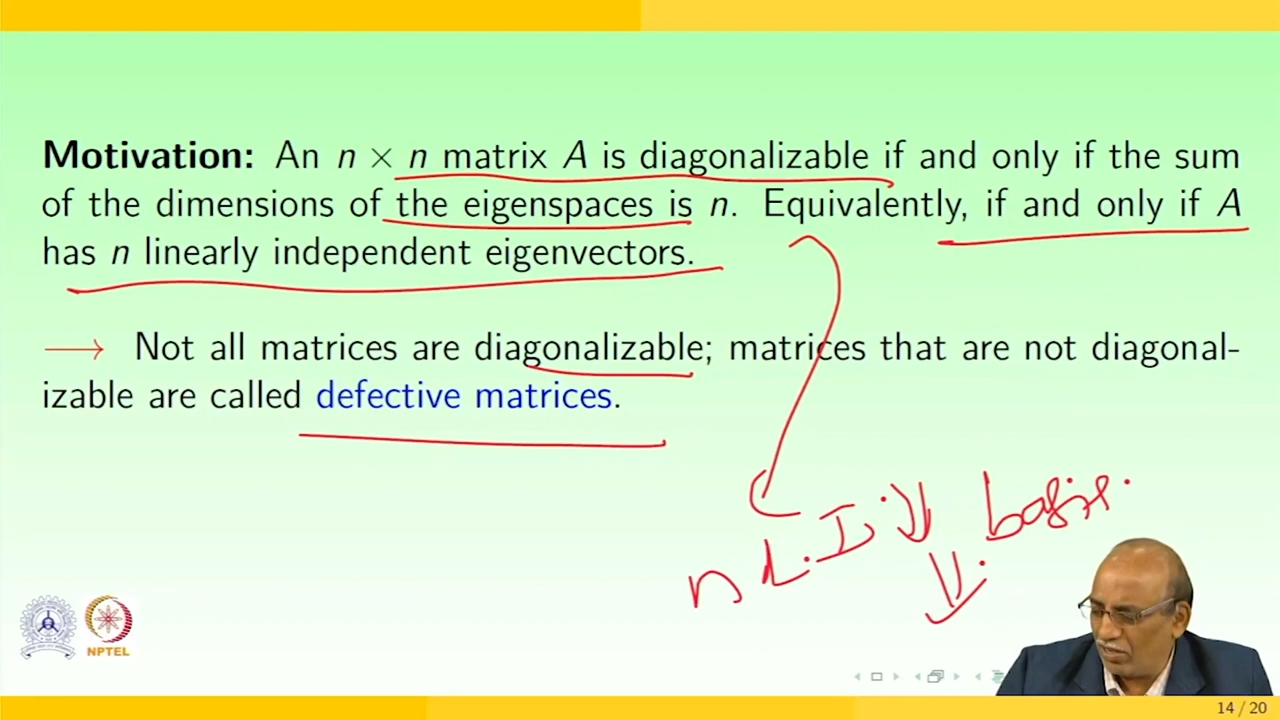 Motivation: An n × n matrix A is diagonalizable if and only if the sum
of the dimensions of the eigenspaces is n. Equivalently, if and only if A
has n linearly independent eigenvectors.
⟶ Not all matrices are diagonalizable; matrices that are not diagonal-
izable are called defective matrices.
n L.I. V basis.
V.
NPTEL
14 / 20